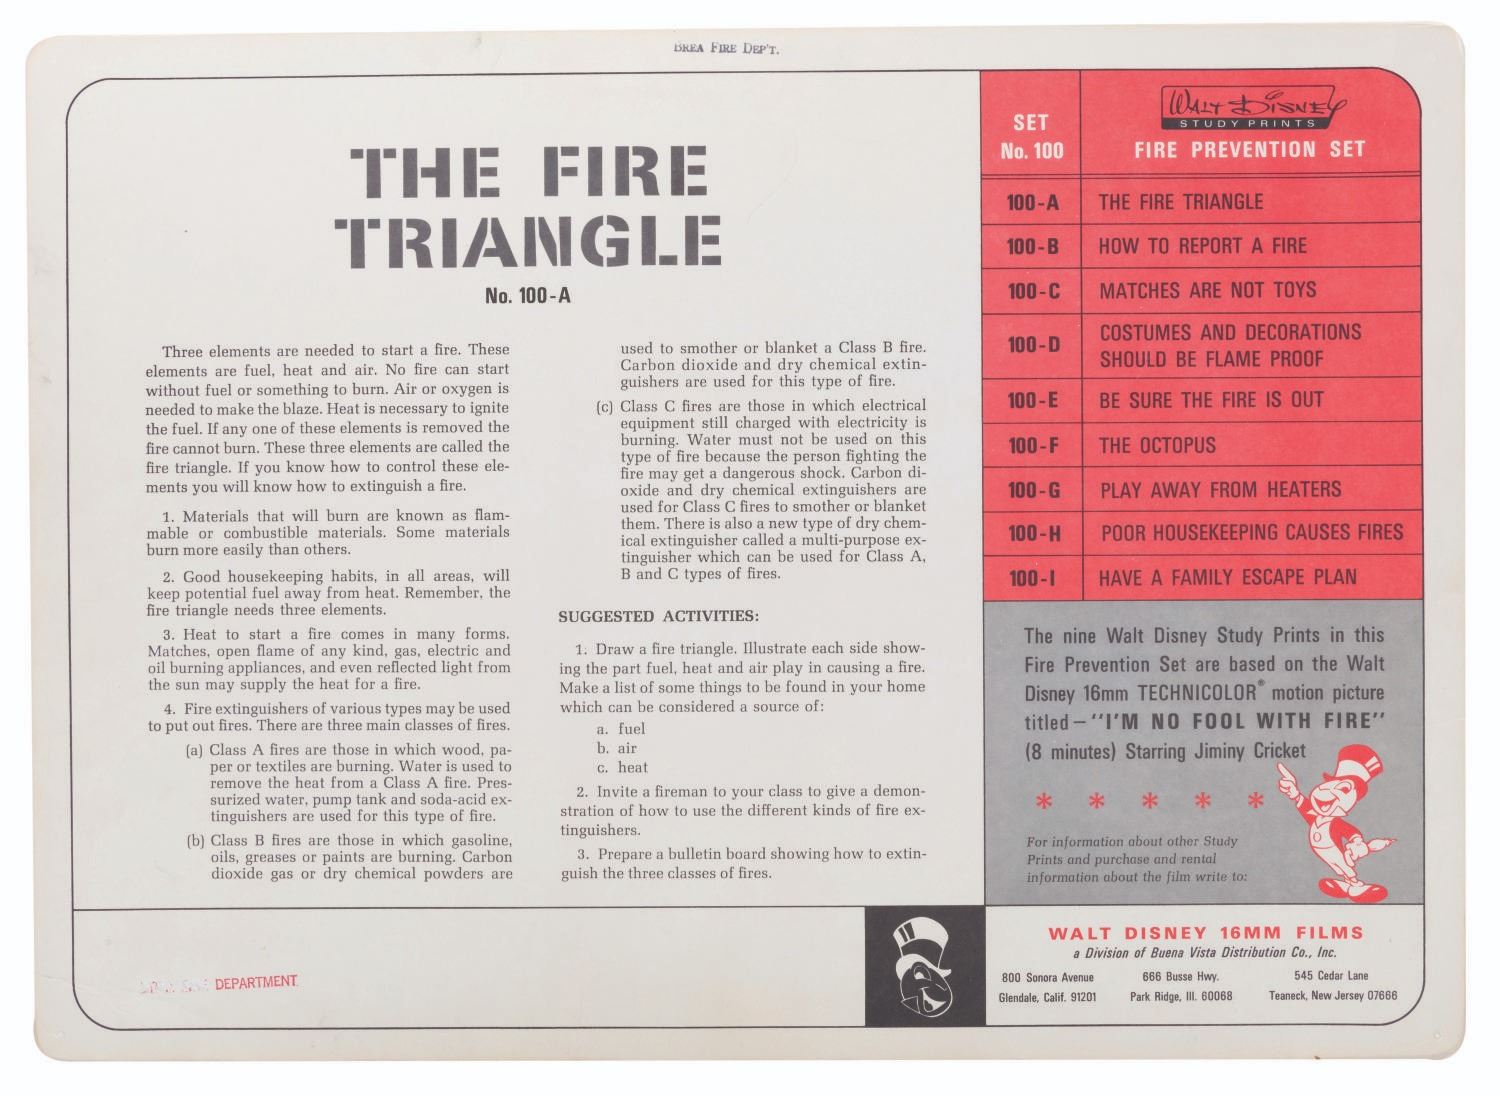 BREA FIRE DEP'T.
THE FIRE
TRIANGLE
No. 100-A
Three elements are needed to start a fire. These
elements are fuel, heat and air. No fire can start
without fuel or something to burn. Air or oxygen is
needed to make the blaze. Heat is necessary to ignite
the fuel. If any one of these elements is removed the
fire cannot burn. These three elements are called the
fire triangle. If you know how to control these ele-
ments you will know how to extinguish a fire.
1. Materials that will burn are known as flam-
mable or combustible materials. Some materials
burn more easily than others.
2. Good housekeeping habits, in all areas, will
keep potential fuel away from heat. Remember, the
fire triangle needs three elements.
3. Heat to start a fire comes in many forms.
Matches, open flame of any kind, gas, electric and
oil burning appliances, and even reflected light from
the sun may supply the heat for a fire.
4. Fire extinguishers of various types may be used
to put out fires. There are three main classes of fires.
(a) Class A fires are those in which wood, pa-
per or textiles are burning. Water is used to
remove the heat from a Class A fire. Pres-
surized water, pump tank and soda-acid ex-
tinguishers are used for this type of fire.
(b) Class B fires are those in which gasoline,
oils, greases or paints are burning. Carbon
dioxide gas or dry chemical powders are
used to smother or blanket a Class B fire.
Carbon dioxide and dry chemical extin-
guishers are used for this type of fire.
(c) Class C fires are those in which electrical
equipment still charged with electricity is
burning. Water must not be used on this
type of fire because the person fighting the
fire may get a dangerous shock. Carbon di-
oxide and dry chemical extinguishers are
used for Class C fires to smother or blanket
them. There is also a new type of dry chem-
ical extinguisher called a multi-purpose ex-
tinguisher which can be used for Class A,
B and C types of fires.
SUGGESTED ACTIVITIES:
1. Draw a fire triangle. Illustrate each side show-
ing the part fuel, heat and air play in causing a fire.
Make a list of some things to be found in your home
which can be considered a source of:
a. fuel
b. air
c. heat
2. Invite a fireman to your class to give a demon-
stration of how to use the different kinds of fire ex-
tinguishers.
3. Prepare a bulletin board showing how to extin-
guish the three classes of fires.
DEPARTMENT
SET
No. 100
WALT DISNEY
STUDY PRINTS
FIRE PREVENTION SET
100-A THE FIRE TRIANGLE
100-B HOW TO REPORT A FIRE
100-C MATCHES ARE NOT TOYS
100-D COSTUMES AND DECORATIONS
SHOULD BE FLAME PROOF
100-E BE SURE THE FIRE IS OUT
100-F THE OCTOPUS
100-G PLAY AWAY FROM HEATERS
100-H POOR HOUSEKEEPING CAUSES FIRES
100-I HAVE A FAMILY ESCAPE PLAN
The nine Walt Disney Study Prints in this
Fire Prevention Set are based on the Walt
Disney 16mm TECHNICOLOR® motion picture
titled—"I'M NO FOOL WITH FIRE"
(8 minutes) Starring Jiminy Cricket
* * * * *
For information about other Study
Prints and purchase and rental
information about the film write to:
WALT DISNEY 16MM FILMS
a Division of Buena Vista Distribution Co., Inc.
800 Sonora Avenue 666 Busse Hwy. 545 Cedar Lane
Glendale, Calif. 91201 Park Ridge, Ill. 60068 Teaneck, New Jersey 07666